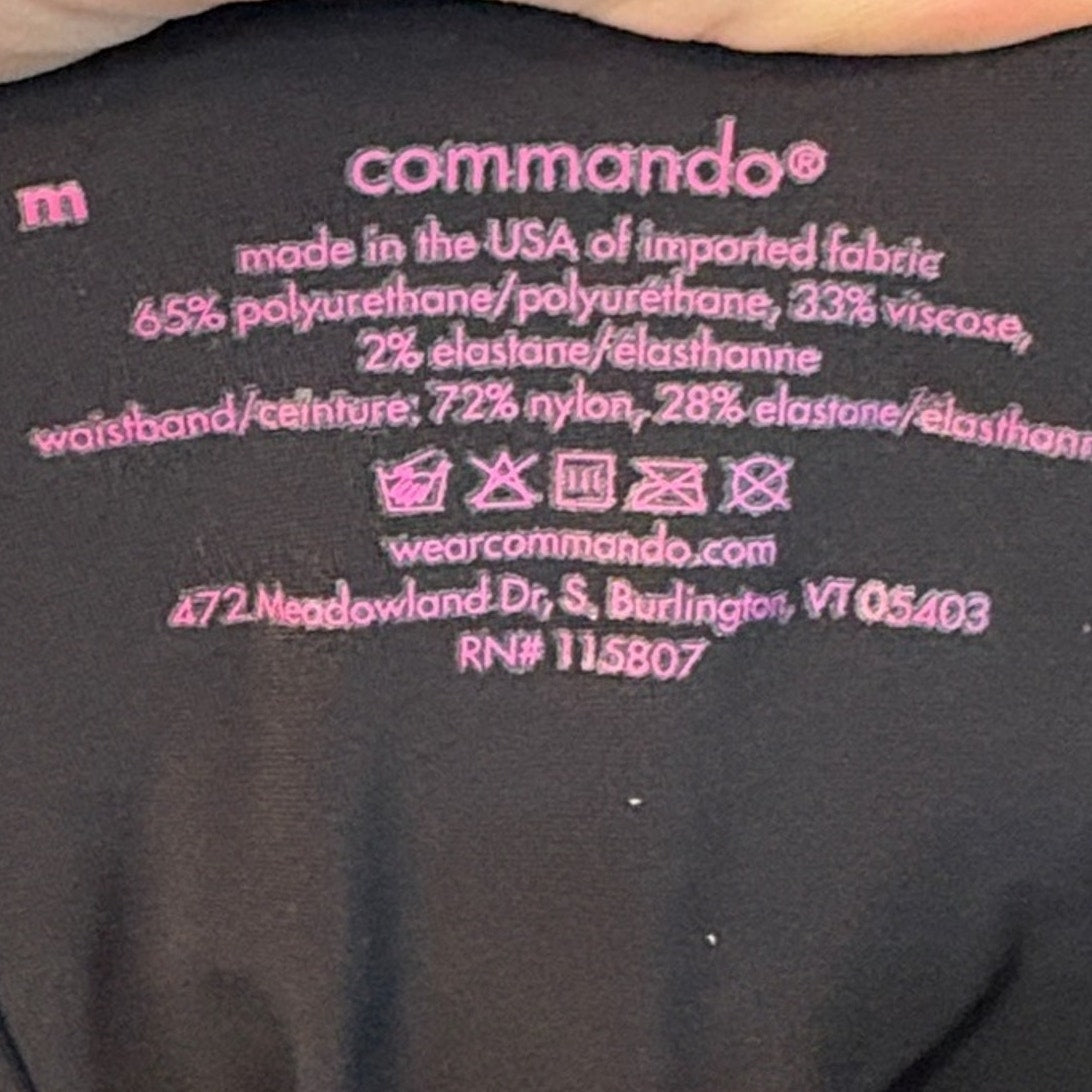 m
commando®
made in the USA of imported fabric
65% polyurethane/polyuréthane, 33% viscose,
2% elastane/élasthanne
waistband/ceinture: 72% nylon, 28% elastane/élasthann
wearcommando.com
472 Meadowland Dr, S. Burlington, VT 05403
RN# 115807